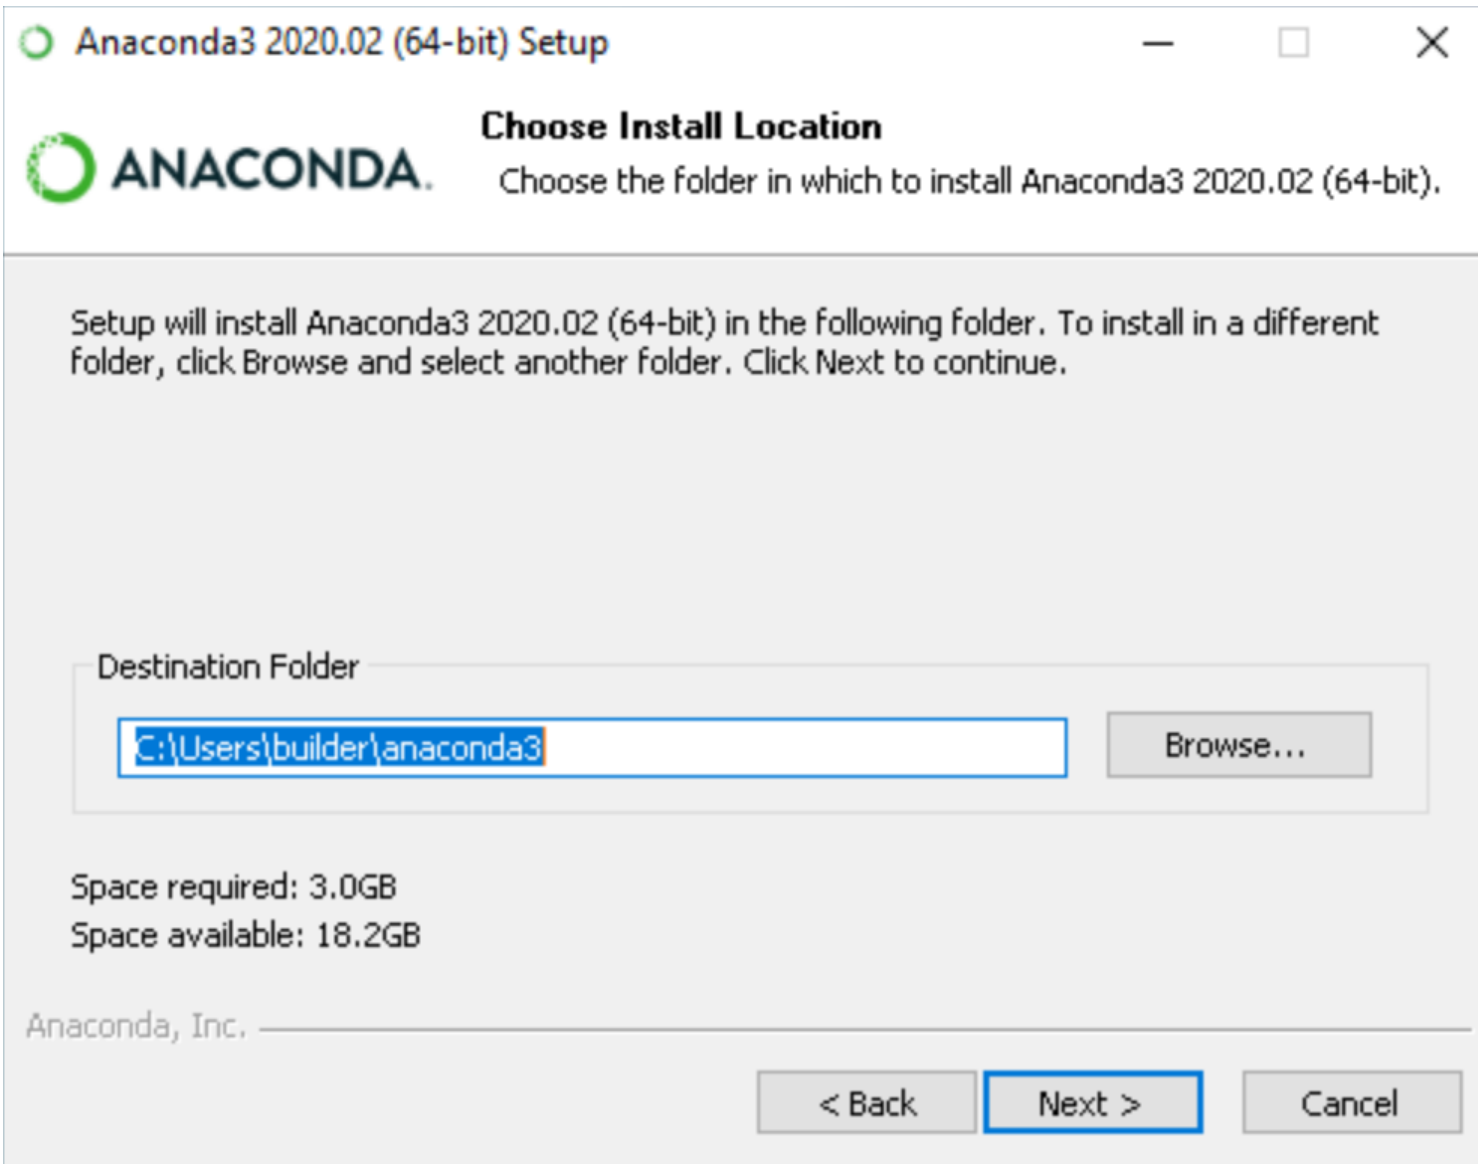 Anaconda3 2020.02 (64-bit) Setup
ANACONDA.
Choose Install Location
Choose the folder in which to install Anaconda3 2020.02 (64-bit).
Setup will install Anaconda3 2020.02 (64-bit) in the following folder. To install in a different
folder, click Browse and select another folder. Click Next to continue.
Destination Folder
C:\Users\builder\anaconda3
Browse...
Space required: 3.0GB
Space available: 18.2GB
Anaconda, Inc.
< Back
Next >
Cancel